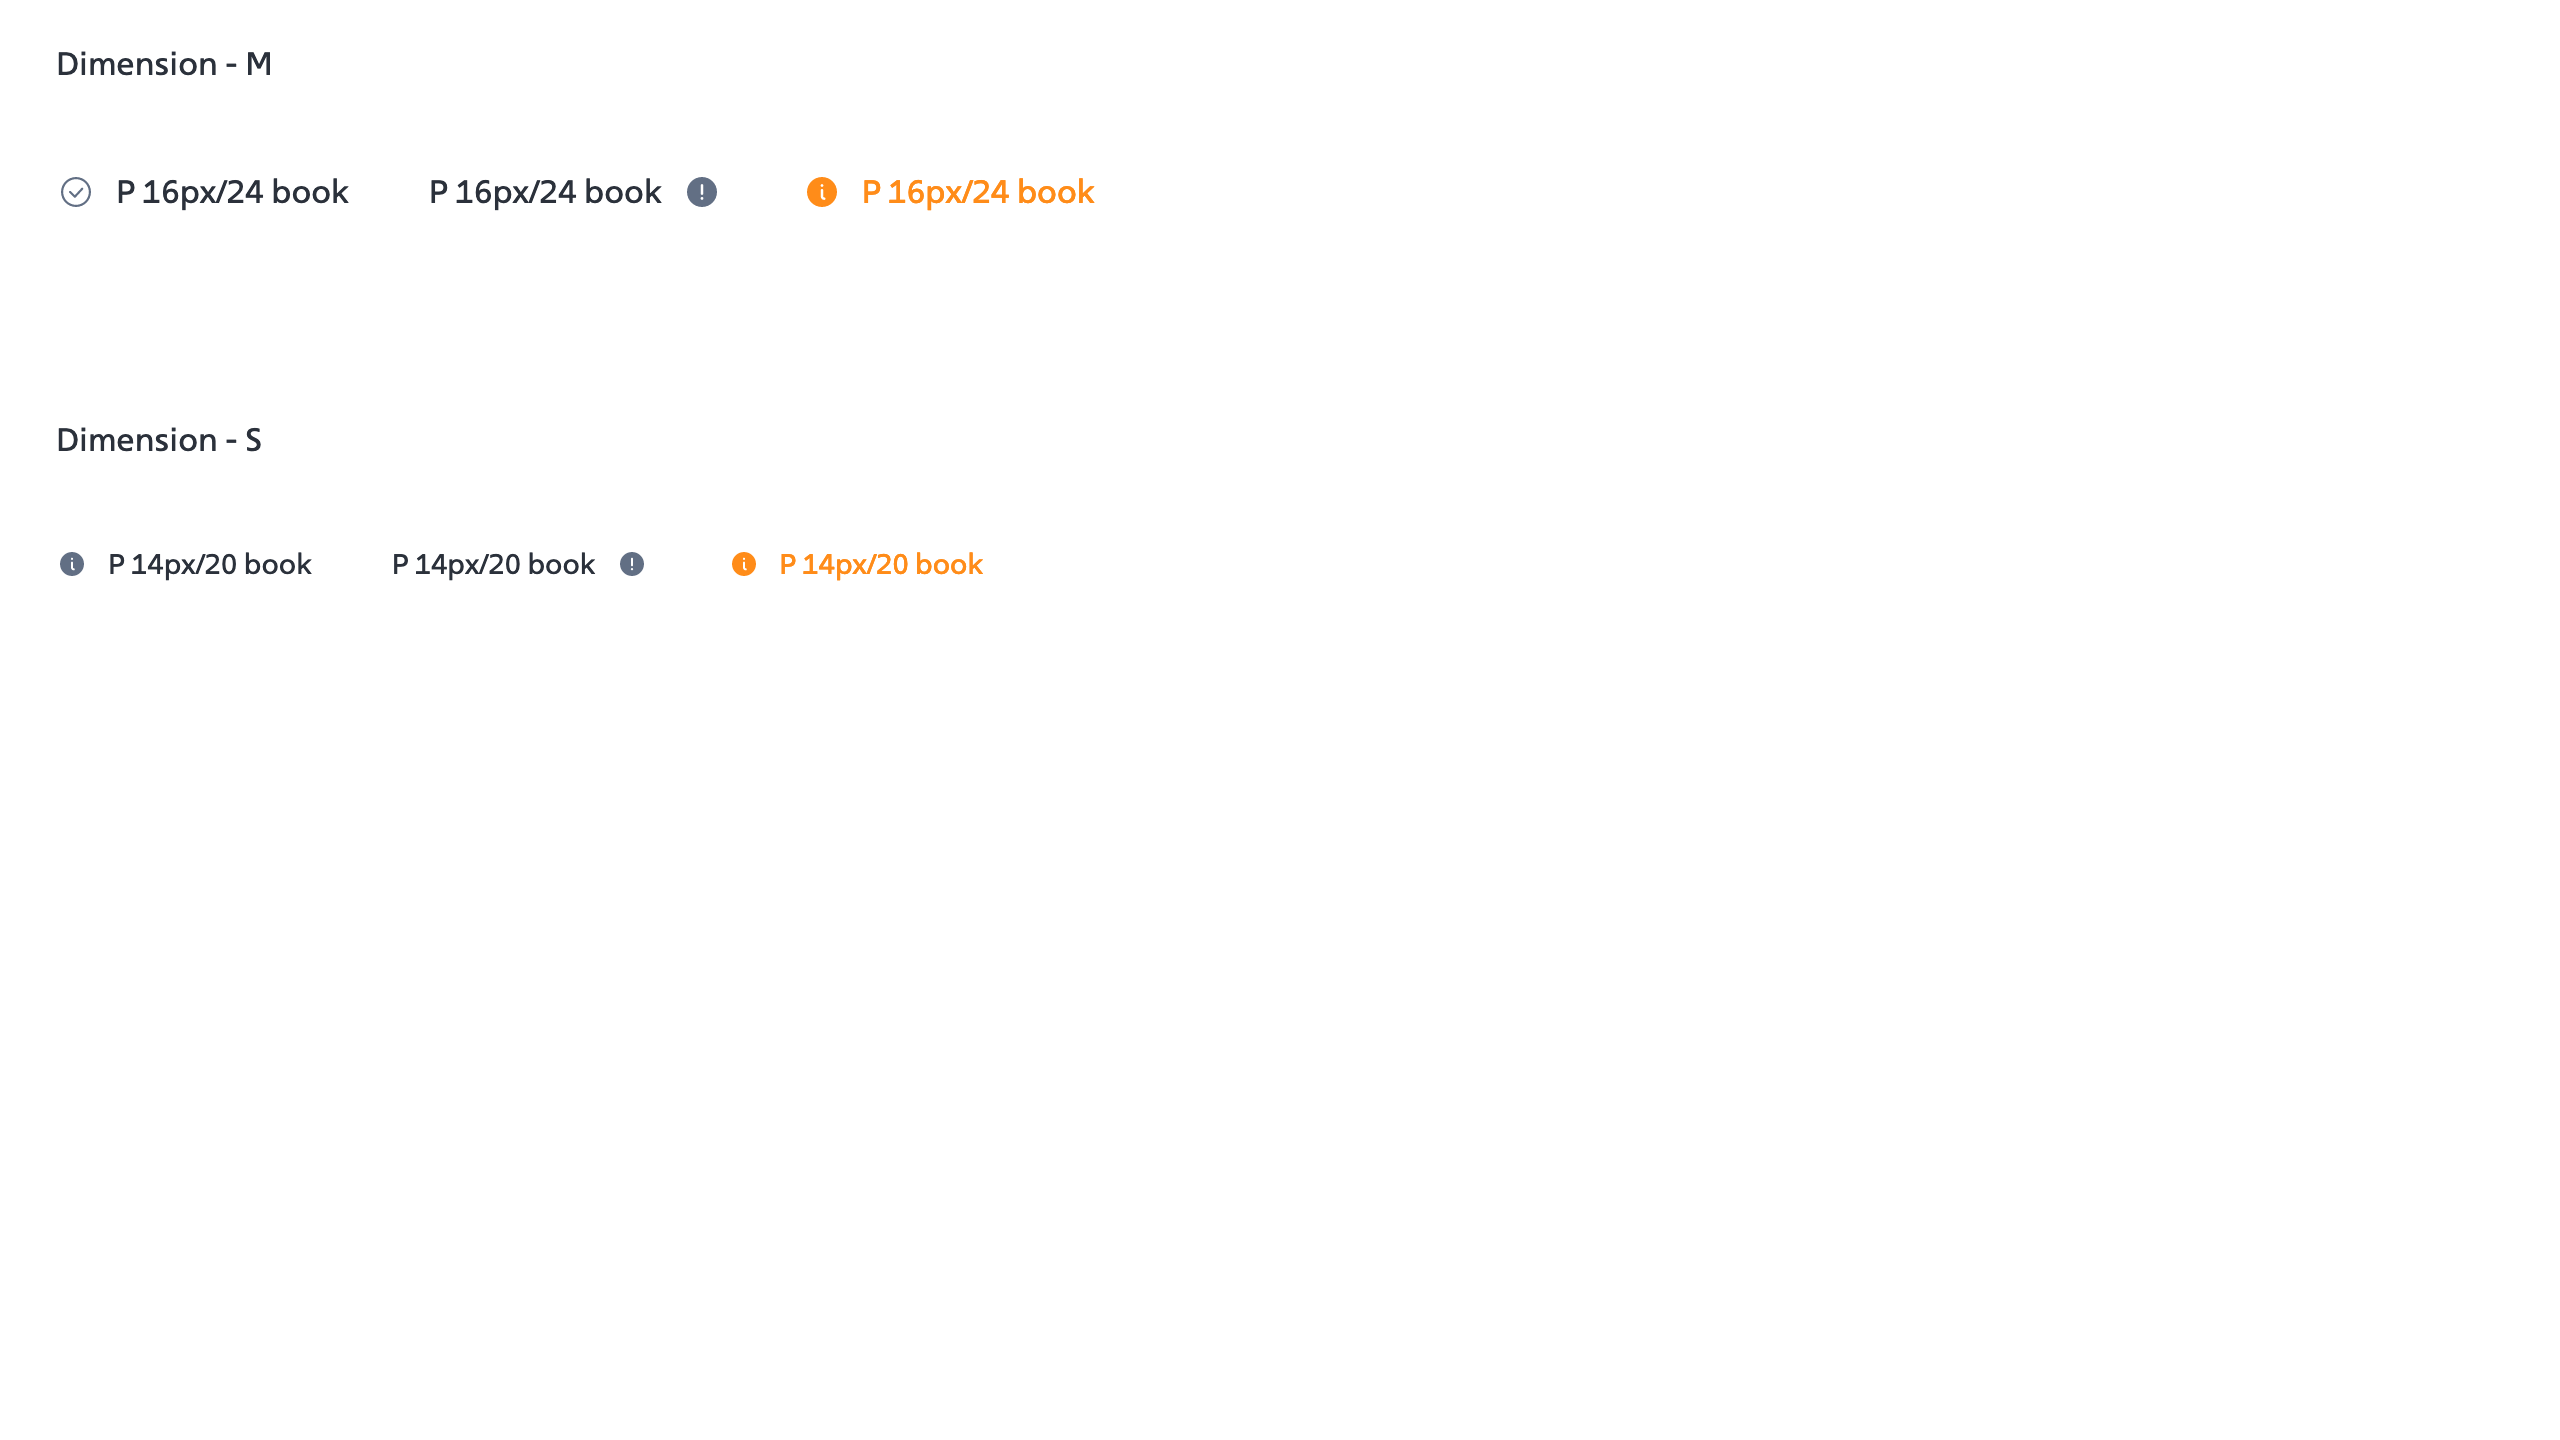 Dimension - M
P 16px/24 book P 16px/24 book P 16px/24 book
Dimension - S
P 14px/20 book P 14px/20 book P 14px/20 book